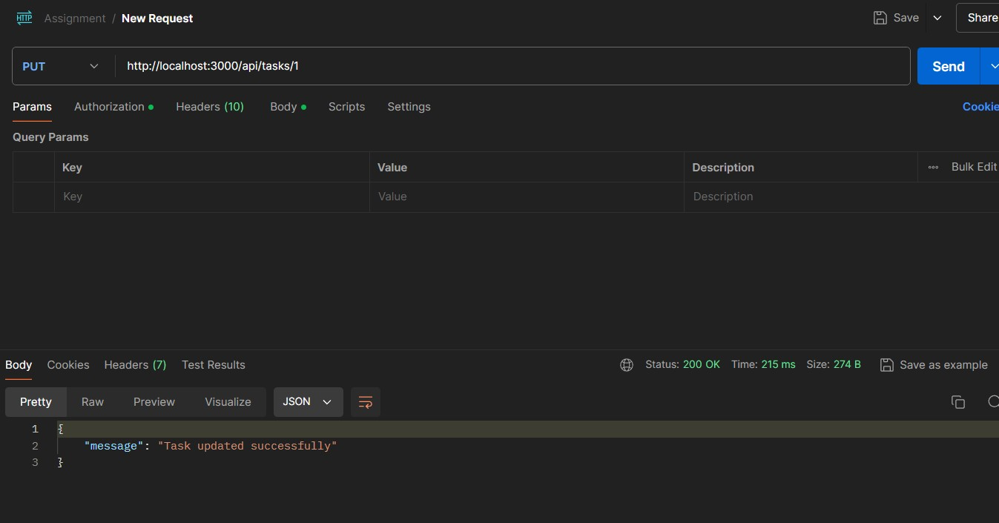 HTTP Assignment / New Request Save Share
PUT http://localhost:3000/api/tasks/1 Send
Params Authorization Headers (10) Body Scripts Settings Cookie
Query Params
Key Value Description Bulk Edit
Key Value Description
Body Cookies Headers (7) Test Results Status: 200 OK Time: 215 ms Size: 274 B Save as example
Pretty Raw Preview Visualize JSON
1 {
2 "message": "Task updated successfully"
3 }